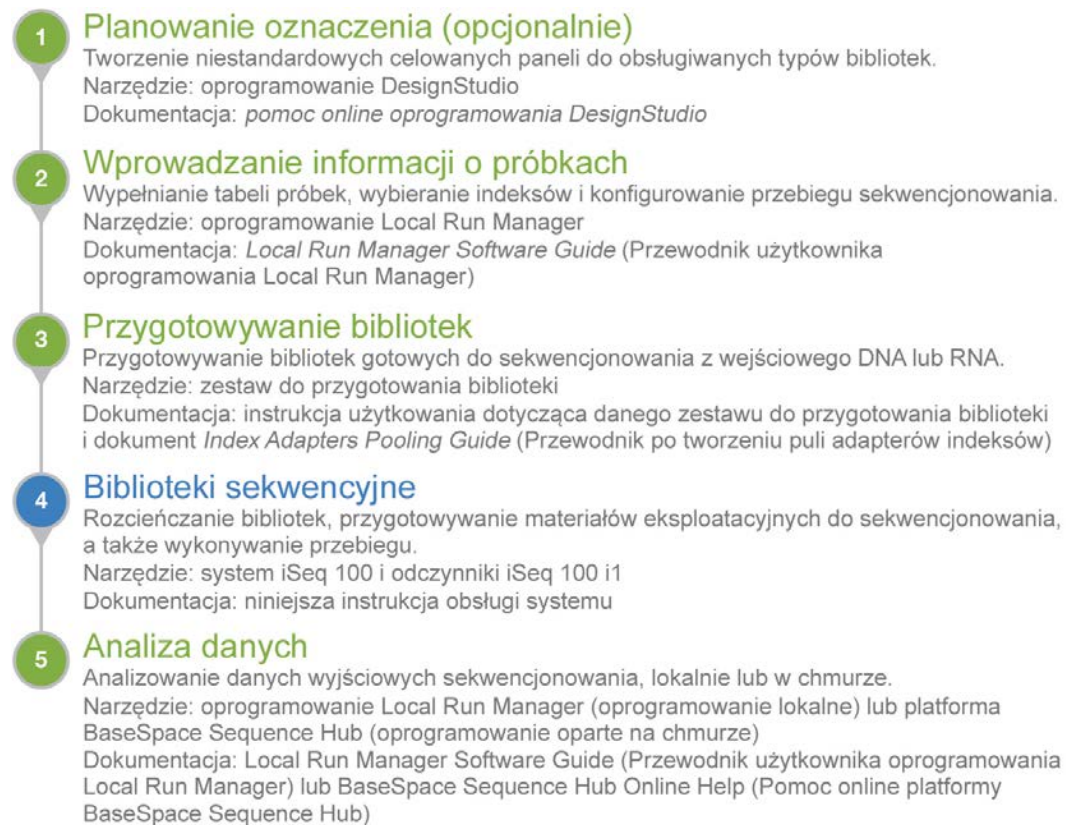 1 Planowanie oznaczenia (opcjonalnie)
Tworzenie niestandardowych celowanych paneli do obsługiwanych typów bibliotek.
Narzędzie: oprogramowanie DesignStudio
Dokumentacja: pomoc online oprogramowania DesignStudio
2 Wprowadzanie informacji o próbkach
Wypełnianie tabeli próbek, wybieranie indeksów i konfigurowanie przebiegu sekwencjonowania.
Narzędzie: oprogramowanie Local Run Manager
Dokumentacja: Local Run Manager Software Guide (Przewodnik użytkownika
oprogramowania Local Run Manager)
3 Przygotowywanie bibliotek
Przygotowywanie bibliotek gotowych do sekwencjonowania z wejściowego DNA lub RNA.
Narzędzie: zestaw do przygotowania biblioteki
Dokumentacja: instrukcja użytkowania dotycząca danego zestawu do przygotowania biblioteki
i dokument Index Adapters Pooling Guide (Przewodnik po tworzeniu puli adapterów indeksów)
4 Biblioteki sekwencyjne
Rozcieńczanie bibliotek, przygotowywanie materiałów eksploatacyjnych do sekwencjonowania,
a także wykonywanie przebiegu.
Narzędzie: system iSeq 100 i odczynniki iSeq 100 i1
Dokumentacja: niniejsza instrukcja obsługi systemu
5 Analiza danych
Analizowanie danych wyjściowych sekwencjonowania, lokalnie lub w chmurze.
Narzędzie: oprogramowanie Local Run Manager (oprogramowanie lokalne) lub platforma
BaseSpace Sequence Hub (oprogramowanie oparte na chmurze)
Dokumentacja: Local Run Manager Software Guide (Przewodnik użytkownika oprogramowania
Local Run Manager) lub BaseSpace Sequence Hub Online Help (Pomoc online platformy
BaseSpace Sequence Hub)